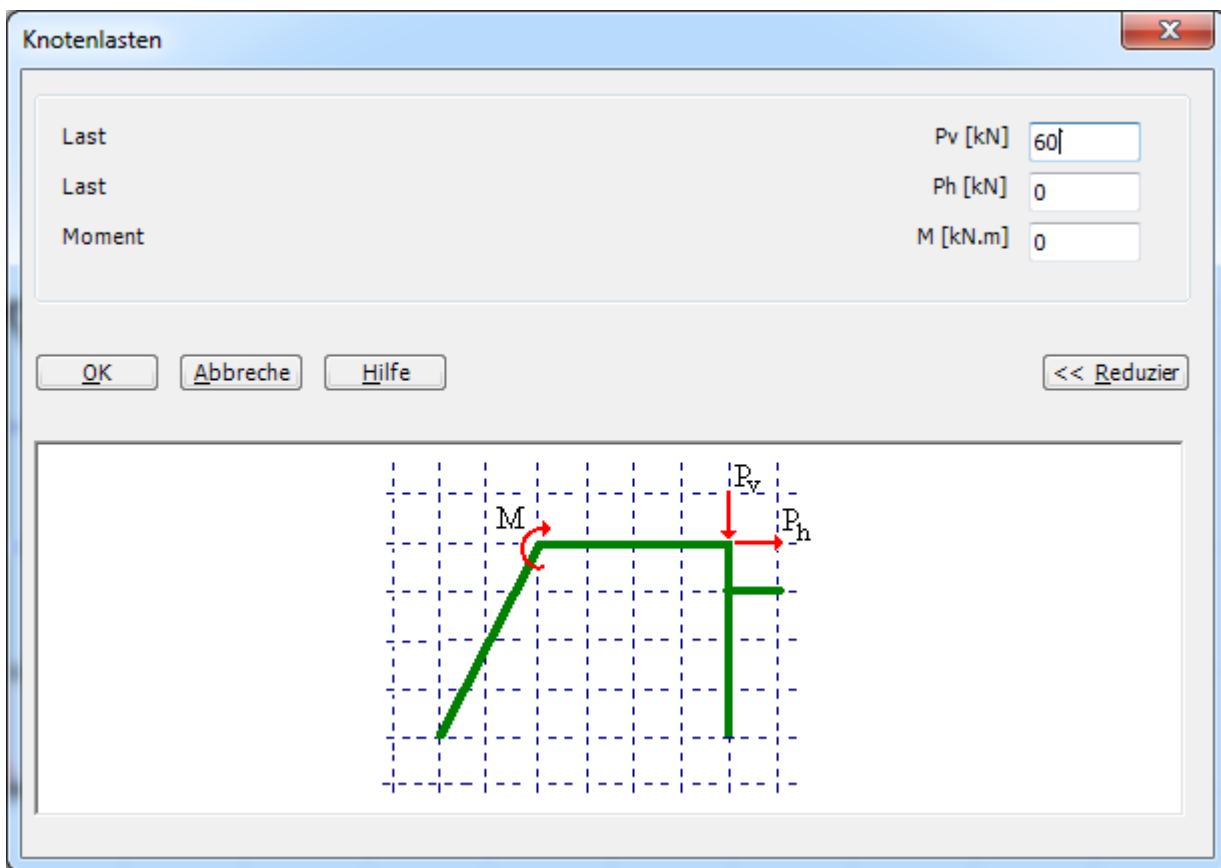 Knotenlasten
Last Pv [kN] 60
Last Ph [kN] 0
Moment M [kN.m] 0
OK Abbreche Hilfe << Reduzier
Pv
M Ph